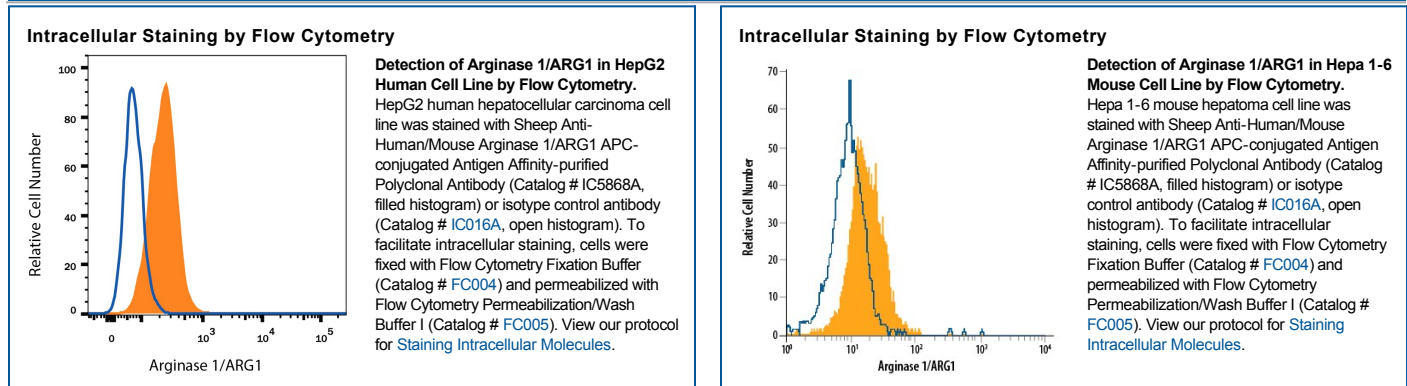 Intracellular Staining by Flow Cytometry
100
80
60
40
20
0
Relative Cell Number
0
10 3
10 4
10 5
Arginase 1/ARG1
Detection of Arginase 1/ARG1 in HepG2
Human Cell Line by Flow Cytometry.
HepG2 human hepatocellular carcinoma cell
line was stained with Sheep Anti-
Human/Mouse Arginase 1/ARG1 APC-
conjugated Antigen Affinity-purified
Polyclonal Antibody (Catalog # IC5868A,
filled histogram) or isotype control antibody
(Catalog # IC016A, open histogram). To
facilitate intracellular staining, cells were
fixed with Flow Cytometry Fixation Buffer
(Catalog # FC004) and permeabilized with
Flow Cytometry Permeabilization/Wash
Buffer I (Catalog # FC005). View our protocol
for Staining Intracellular Molecules.
Intracellular Staining by Flow Cytometry
70
60
50
40
30
20
10
0
Relative Cell Number
10⁰
10¹
10²
10³
10⁴
Arginase 1/ARG1
Detection of Arginase 1/ARG1 in Hepa 1-6
Mouse Cell Line by Flow Cytometry.
Hepa 1-6 mouse hepatoma cell line was
stained with Sheep Anti-Human/Mouse
Arginase 1/ARG1 APC-conjugated Antigen
Affinity-purified Polyclonal Antibody (Catalog
# IC5868A, filled histogram) or isotype
control antibody (Catalog # IC016A, open
histogram). To facilitate intracellular
staining, cells were fixed with Flow Cytometry
Fixation Buffer (Catalog # FC004) and
permeabilized with Flow Cytometry
Permeabilization/Wash Buffer I (Catalog #
FC005). View our protocol for Staining
Intracellular Molecules.